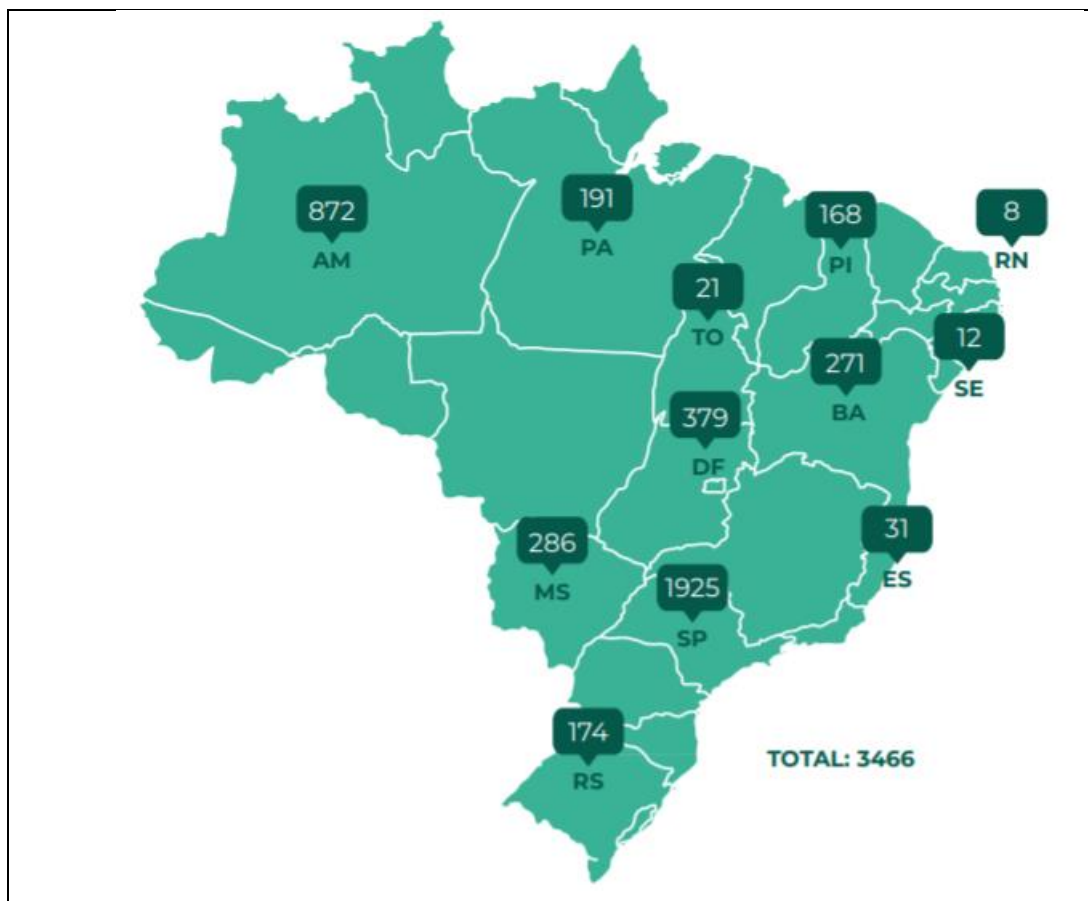 872
AM
191
PA
168
PI
8
RN
21
TO
12
SE
271
BA
379
DF
31
ES
286
MS
1925
SP
174
RS
TOTAL: 3466